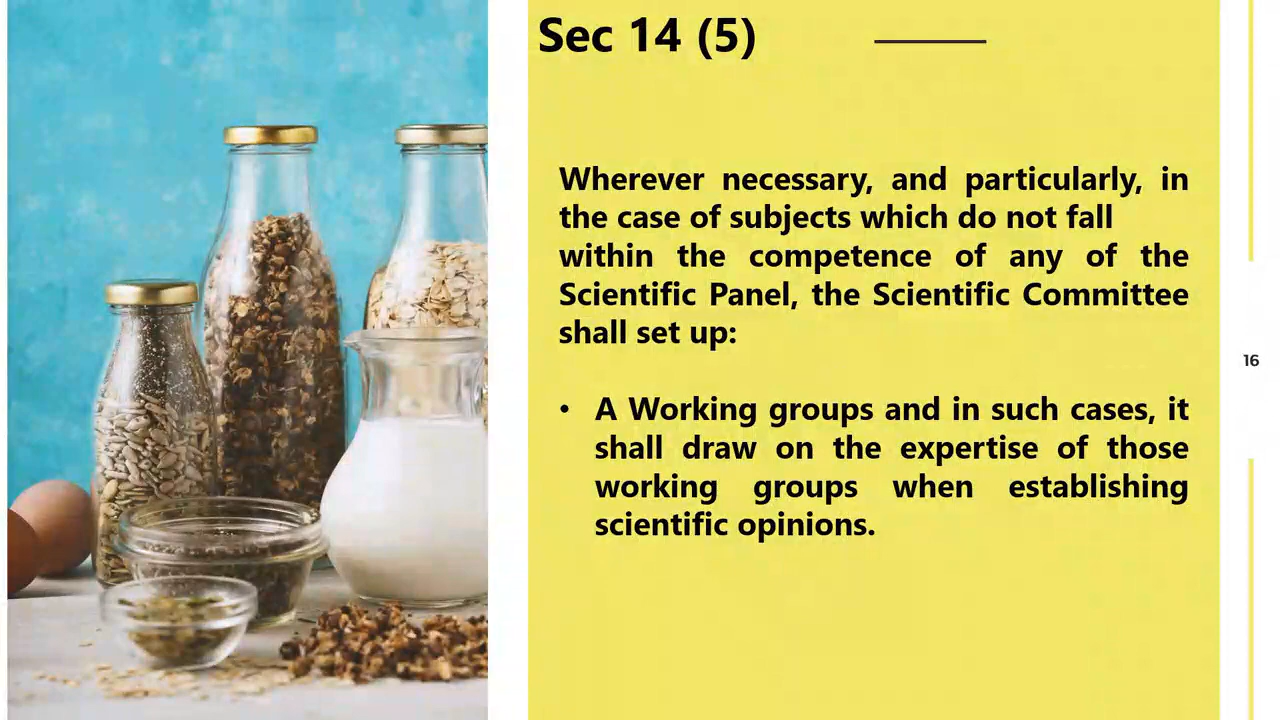 Sec 14 (5)
Wherever necessary, and particularly, in
the case of subjects which do not fall
within the competence of any of the
Scientific Panel, the Scientific Committee
shall set up:
• A Working groups and in such cases, it
shall draw on the expertise of those
working groups when establishing
scientific opinions.
16